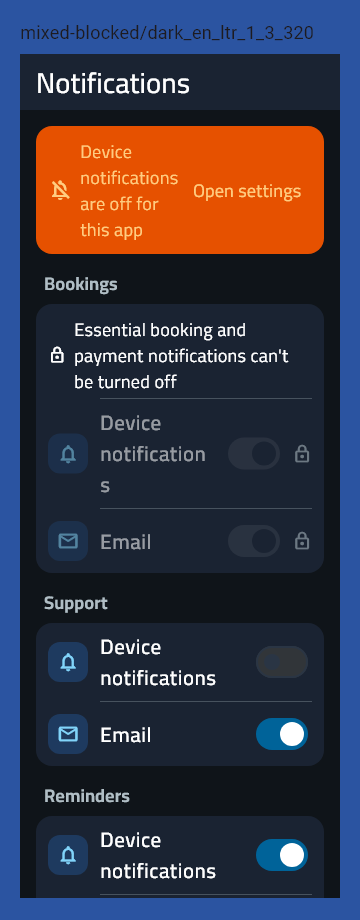 mixed-blocked/dark_en_ltr_1_3_320
Notifications
Device
notifications
are off for
this app
Open settings
Bookings
Essential booking and
payment notifications can't
be turned off
Device
notification
s
Email
Support
Device
notifications
Email
Reminders
Device
notifications